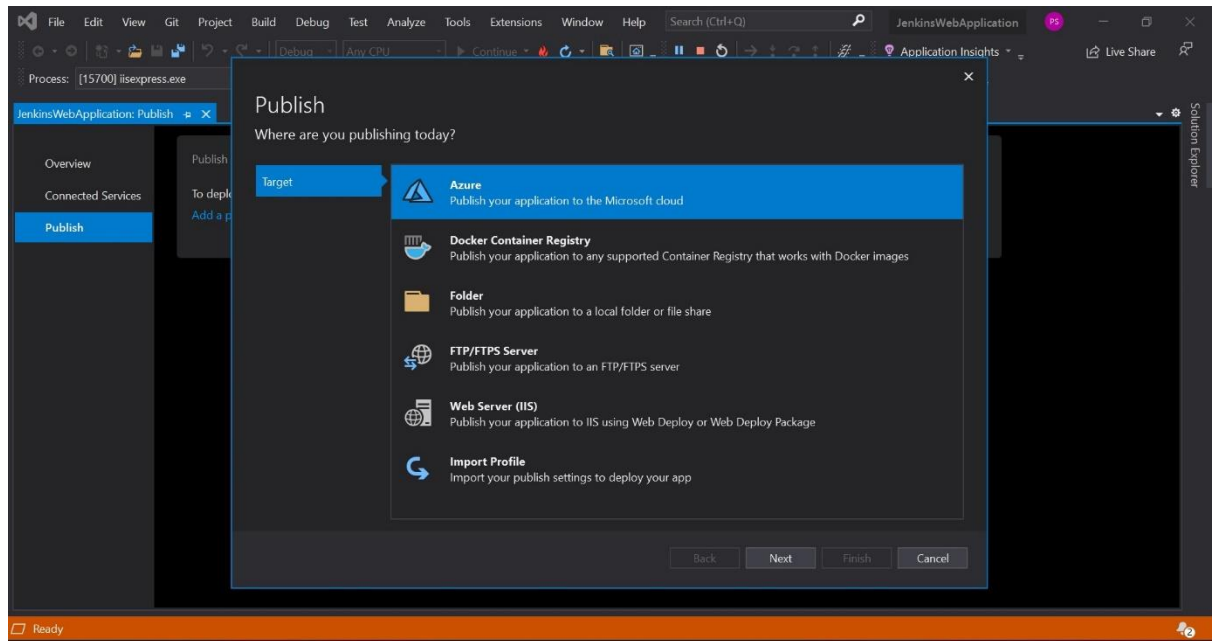 File Edit View Git Project Build Debug Test Analyze Tools Extensions Window Help Search (Ctrl+Q) JenkinsWebApplication PS
Debug Any CPU Continue Application Insights Live Share
Process: [15700] iisexpress.exe
JenkinsWebApplication: Publish
Solution Explorer
Overview
Connected Services
Publish
Publish
To deplo
Add a p
Publish
Where are you publishing today?
Target
Azure
Publish your application to the Microsoft cloud
Docker Container Registry
Publish your application to any supported Container Registry that works with Docker images
Folder
Publish your application to a local folder or file share
FTP/FTPS Server
Publish your application to an FTP/FTPS server
Web Server (IIS)
Publish your application to IIS using Web Deploy or Web Deploy Package
Import Profile
Import your publish settings to deploy your app
Back Next Finish Cancel
Ready 2